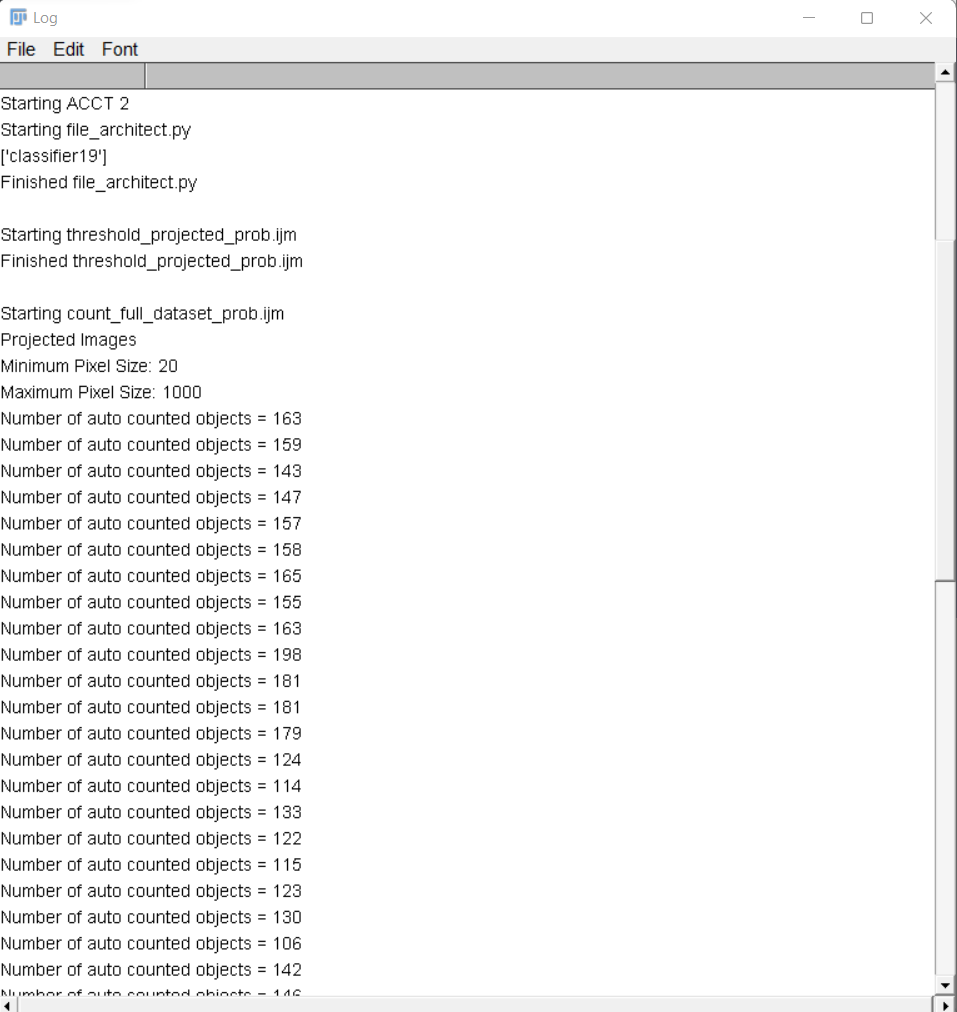 Log
File Edit Font
Starting ACCT 2
Starting file_architect.py
['classifier19']
Finished file_architect.py
Starting threshold_projected_prob.ijm
Finished threshold_projected_prob.ijm
Starting count_full_dataset_prob.ijm
Projected Images
Minimum Pixel Size: 20
Maximum Pixel Size: 1000
Number of auto counted objects = 163
Number of auto counted objects = 159
Number of auto counted objects = 143
Number of auto counted objects = 147
Number of auto counted objects = 157
Number of auto counted objects = 158
Number of auto counted objects = 165
Number of auto counted objects = 155
Number of auto counted objects = 163
Number of auto counted objects = 198
Number of auto counted objects = 181
Number of auto counted objects = 181
Number of auto counted objects = 179
Number of auto counted objects = 124
Number of auto counted objects = 114
Number of auto counted objects = 133
Number of auto counted objects = 122
Number of auto counted objects = 115
Number of auto counted objects = 123
Number of auto counted objects = 130
Number of auto counted objects = 106
Number of auto counted objects = 142
Number of auto counted objects = 146